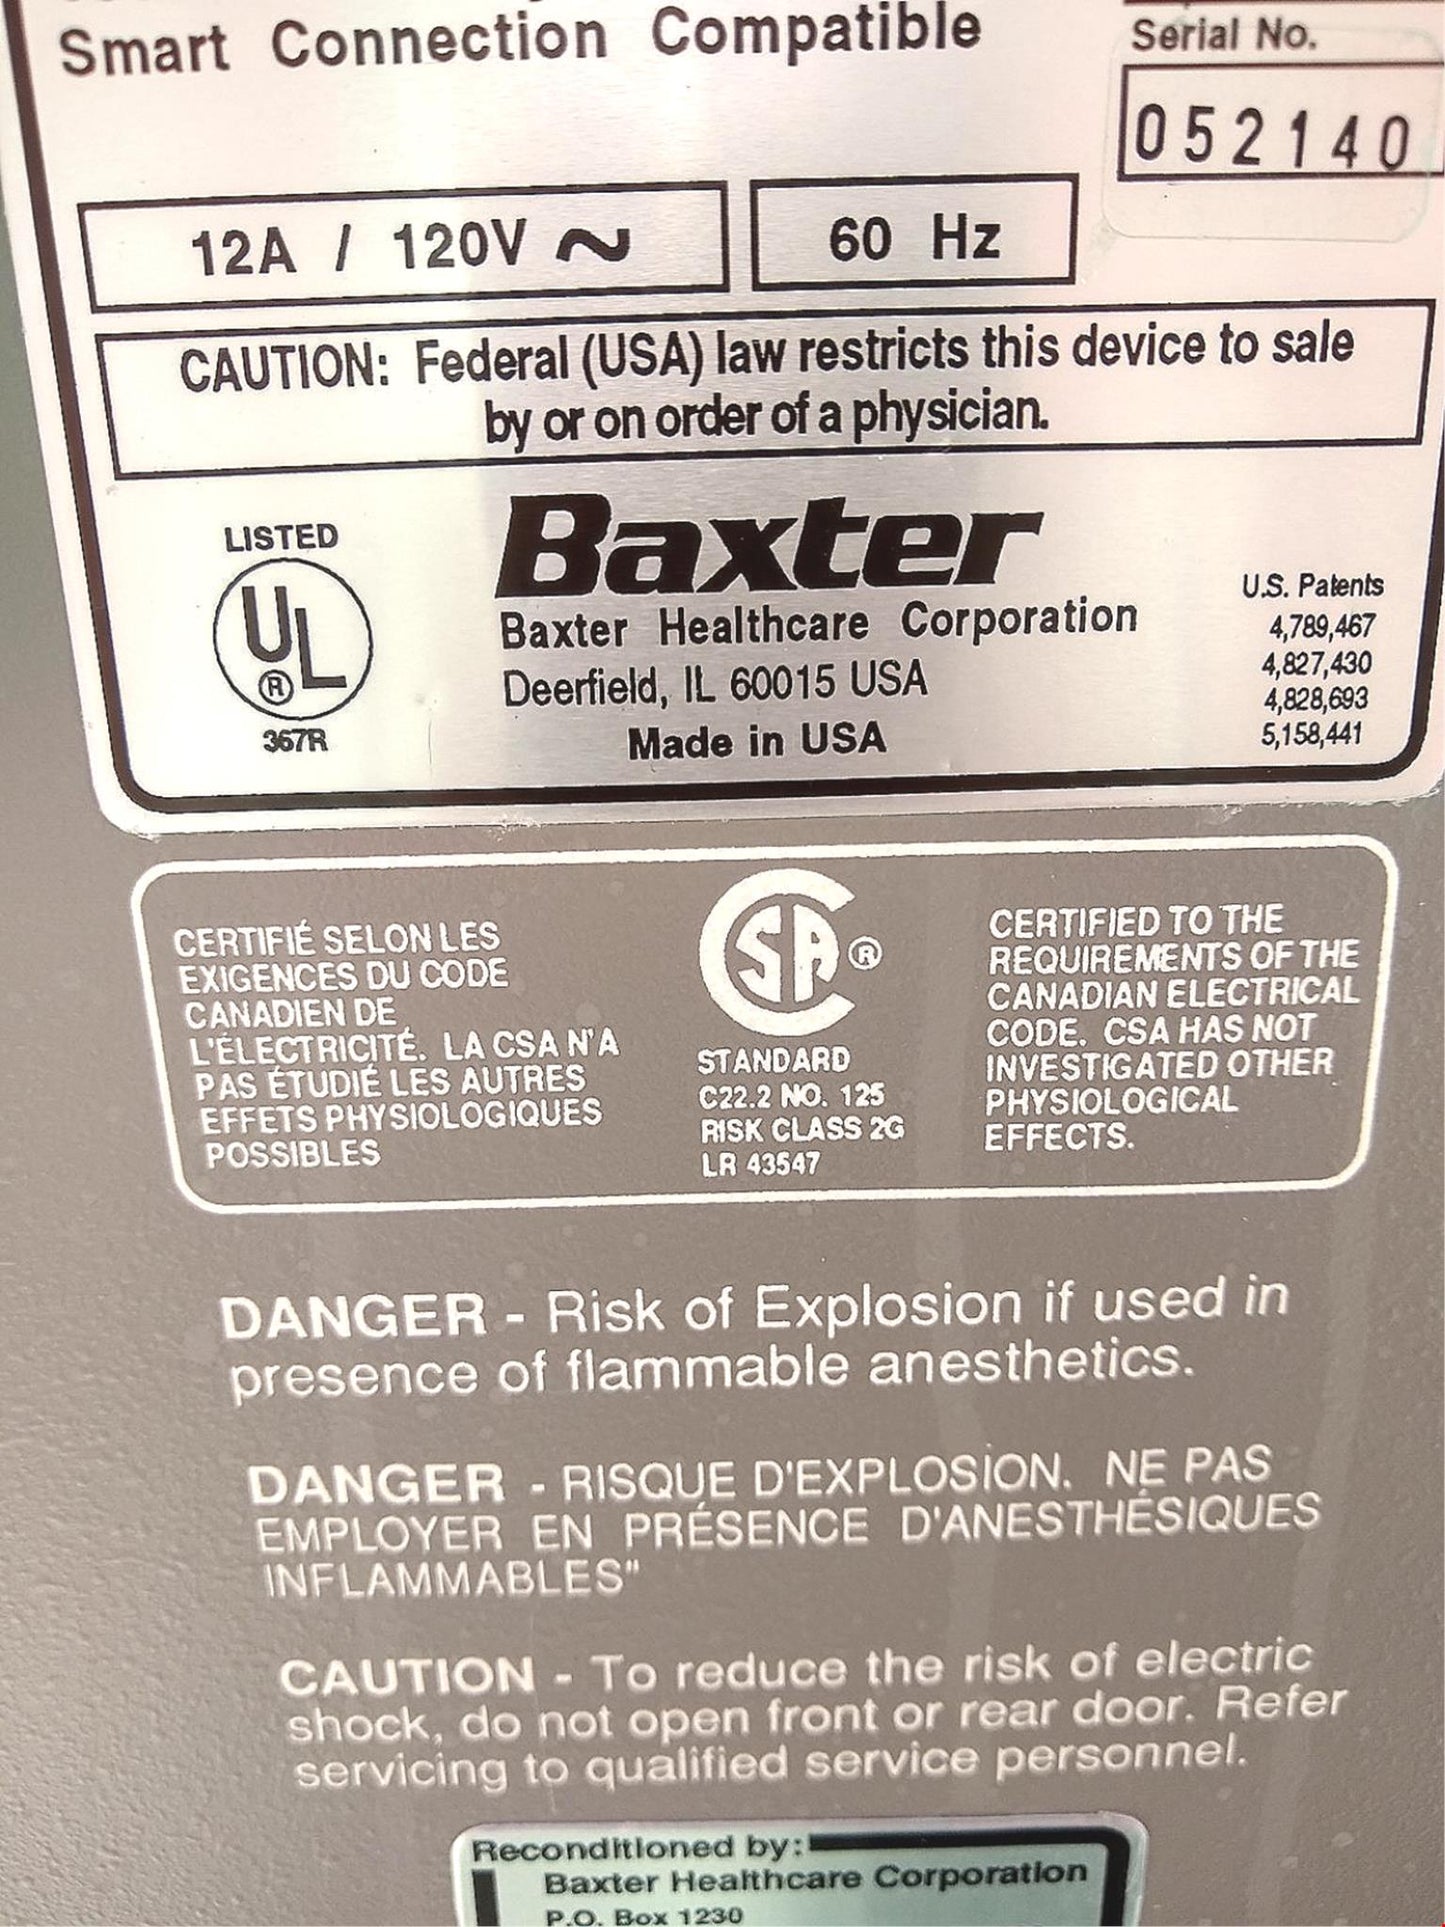 Smart Connection Compatible
Serial No.
052140
12A / 120V ~
60 Hz
CAUTION: Federal (USA) law restricts this device to sale
by or on order of a physician.
LISTED
UL
®
367R
Baxter
Baxter Healthcare Corporation
Deerfield, IL 60015 USA
Made in USA
U.S. Patents
4,789,467
4,827,430
4,828,693
5,158,441
CERTIFIÉ SELON LES
EXIGENCES DU CODE
CANADIEN DE
L'ÉLECTRICITÉ. LA CSA N'A
PAS ÉTUDIÉ LES AUTRES
EFFETS PHYSIOLOGIQUES
POSSIBLES
CSA ®
STANDARD
C22.2 NO. 125
RISK CLASS 2G
LR 43547
CERTIFIED TO THE
REQUIREMENTS OF THE
CANADIAN ELECTRICAL
CODE. CSA HAS NOT
INVESTIGATED OTHER
PHYSIOLOGICAL
EFFECTS.
DANGER - Risk of Explosion if used in
presence of flammable anesthetics.
DANGER - RISQUE D'EXPLOSION. NE PAS
EMPLOYER EN PRÉSENCE D'ANESTHÉSIQUES
INFLAMMABLES"
CAUTION - To reduce the risk of electric
shock, do not open front or rear door. Refer
servicing to qualified service personnel.
Reconditioned by:
Baxter Healthcare Corporation
P.O. Box 1230